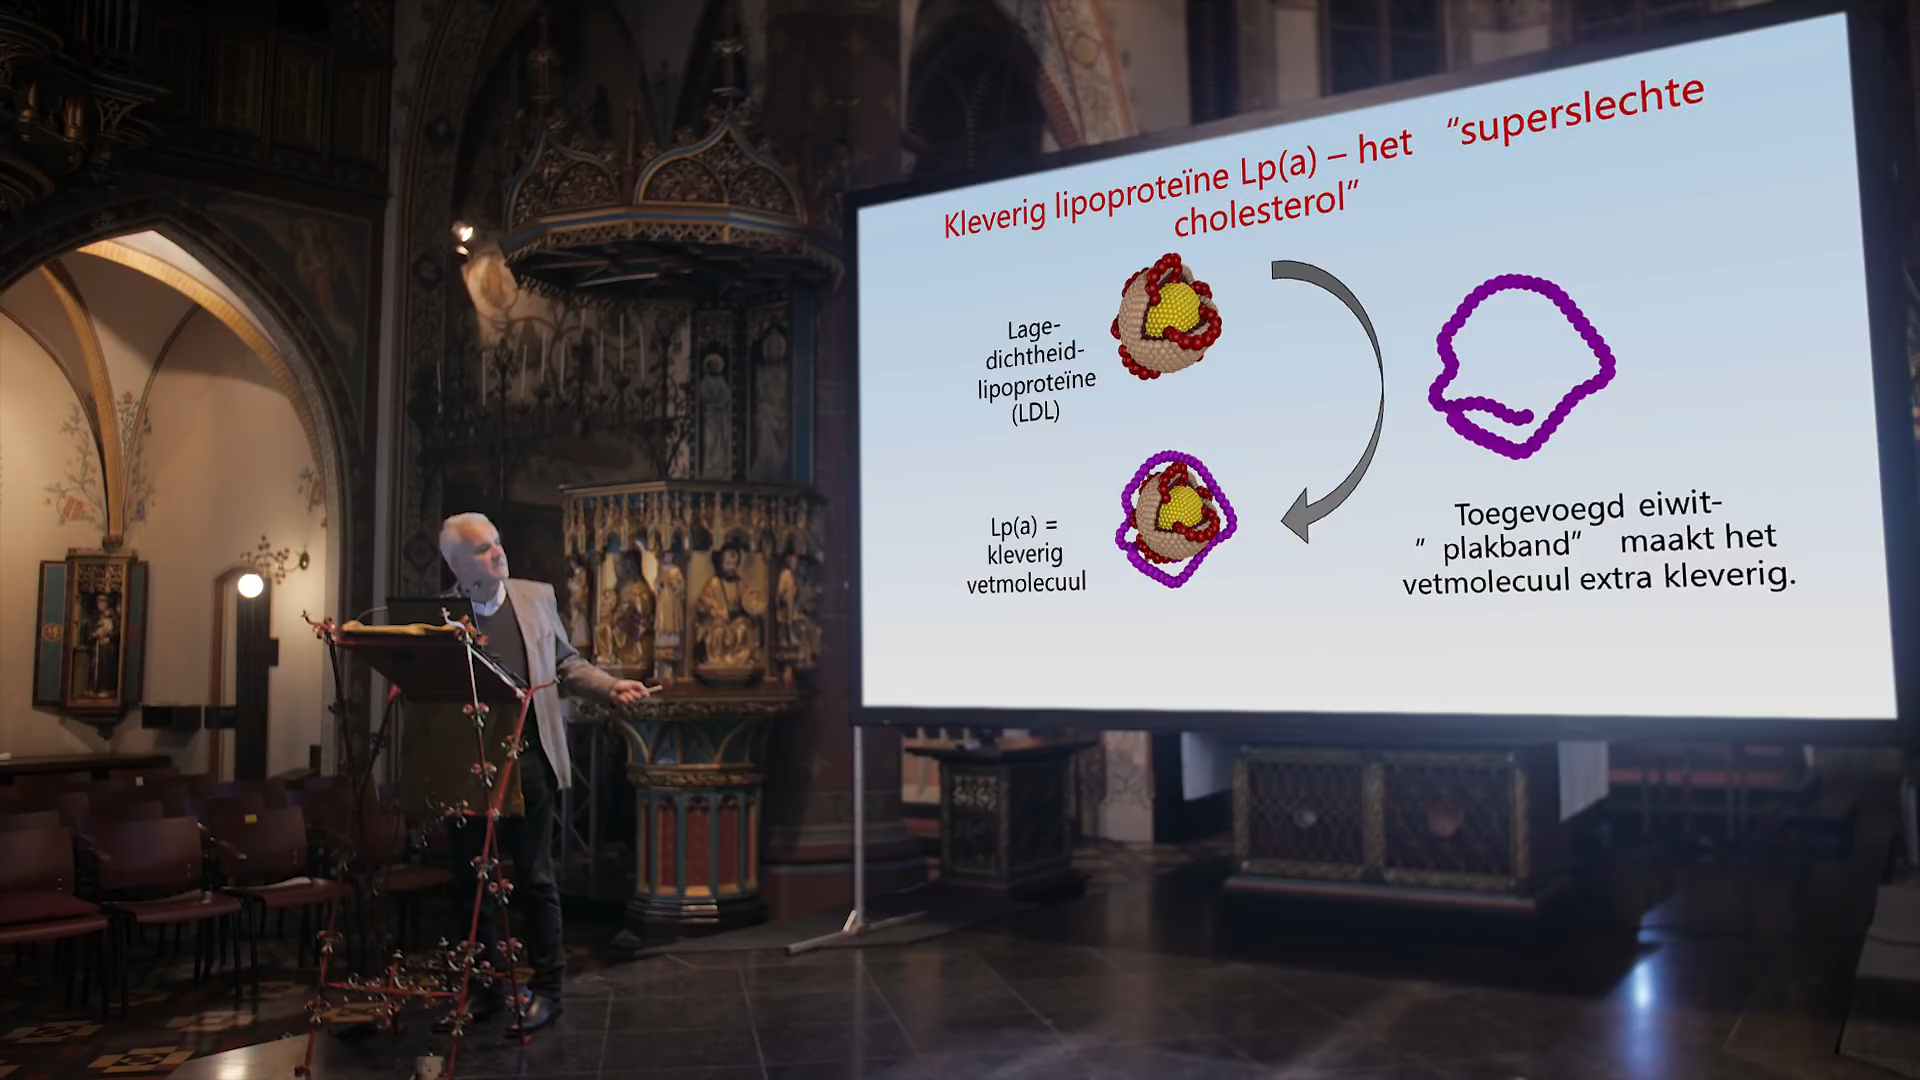 Kleverig lipoproteïne Lp(a) – het “superslechte
cholesterol”
Lage-
dichtheid-
lipoproteïne
(LDL)
Lp(a) =
kleverig
vetmolecuul
Toegevoegd eiwit-
” plakband” maakt het
vetmolecuul extra kleverig.